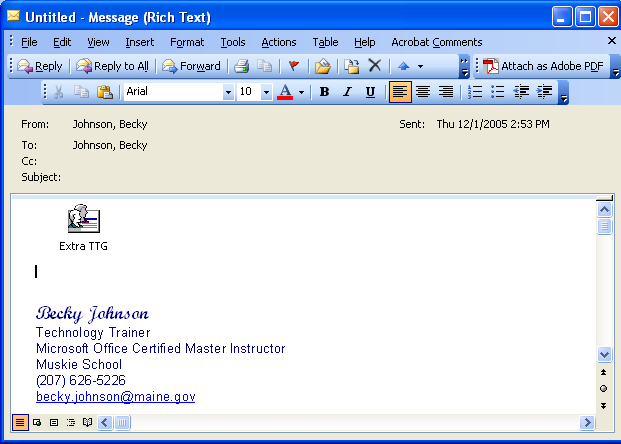 Untitled - Message (Rich Text)
File Edit View Insert Format Tools Actions Table Help Acrobat Comments
Reply Reply to All Forward Attach as Adobe PDF
Arial 10 A B I U
From: Johnson, Becky Sent: Thu 12/1/2005 2:53 PM
To: Johnson, Becky
Cc:
Subject:
Extra TTG
Becky Johnson
Technology Trainer
Microsoft Office Certified Master Instructor
Muskie School
(207) 626-5226
becky.johnson@maine.gov